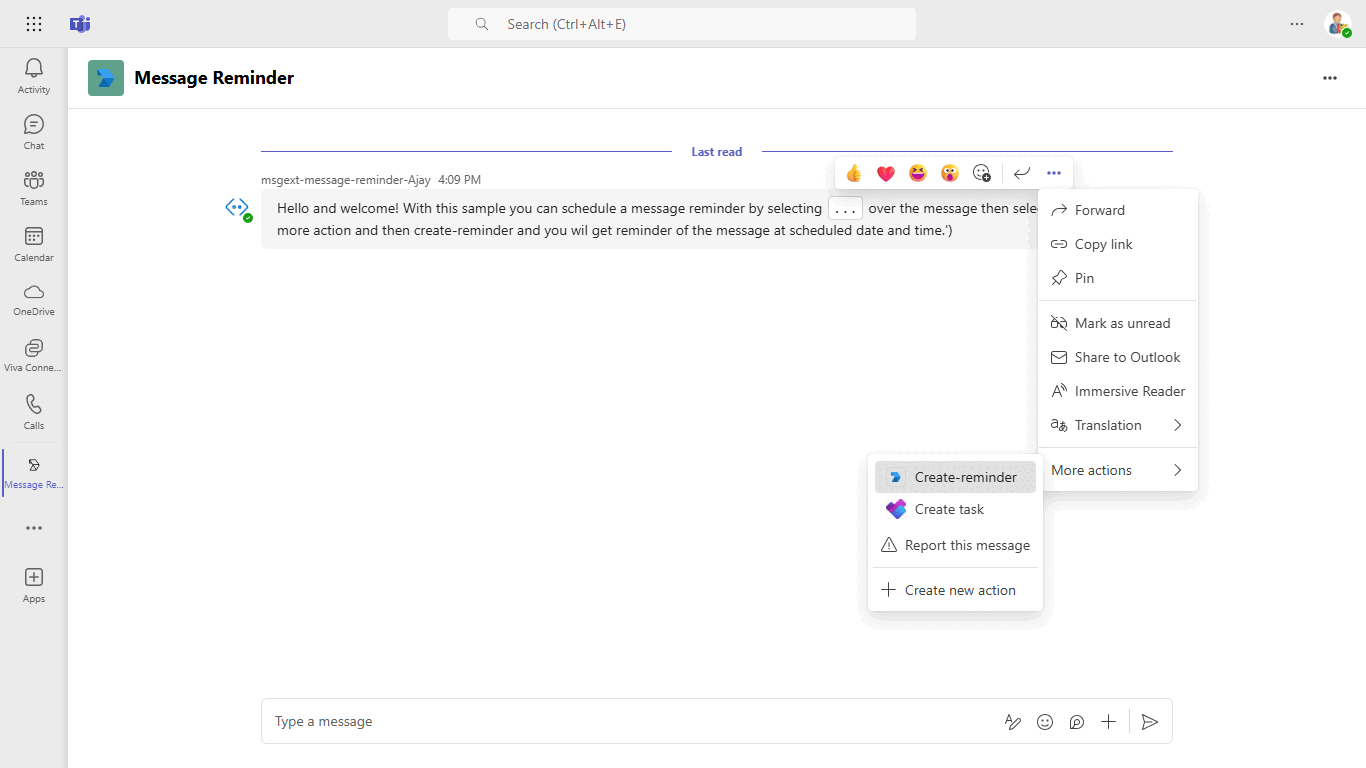 Search (Ctrl+Alt+E)
Activity
Chat
Teams
Calendar
OneDrive
Viva Conne...
Calls
Message Re...
Apps
Message Reminder
Last read
msgext-message-reminder-Ajay 4:09 PM
Hello and welcome! With this sample you can schedule a message reminder by selecting ... over the message then selec
more action and then create-reminder and you wil get reminder of the message at scheduled date and time.')
Forward
Copy link
Pin
Mark as unread
Share to Outlook
Immersive Reader
Translation
More actions
Create-reminder
Create task
Report this message
Create new action
Type a message